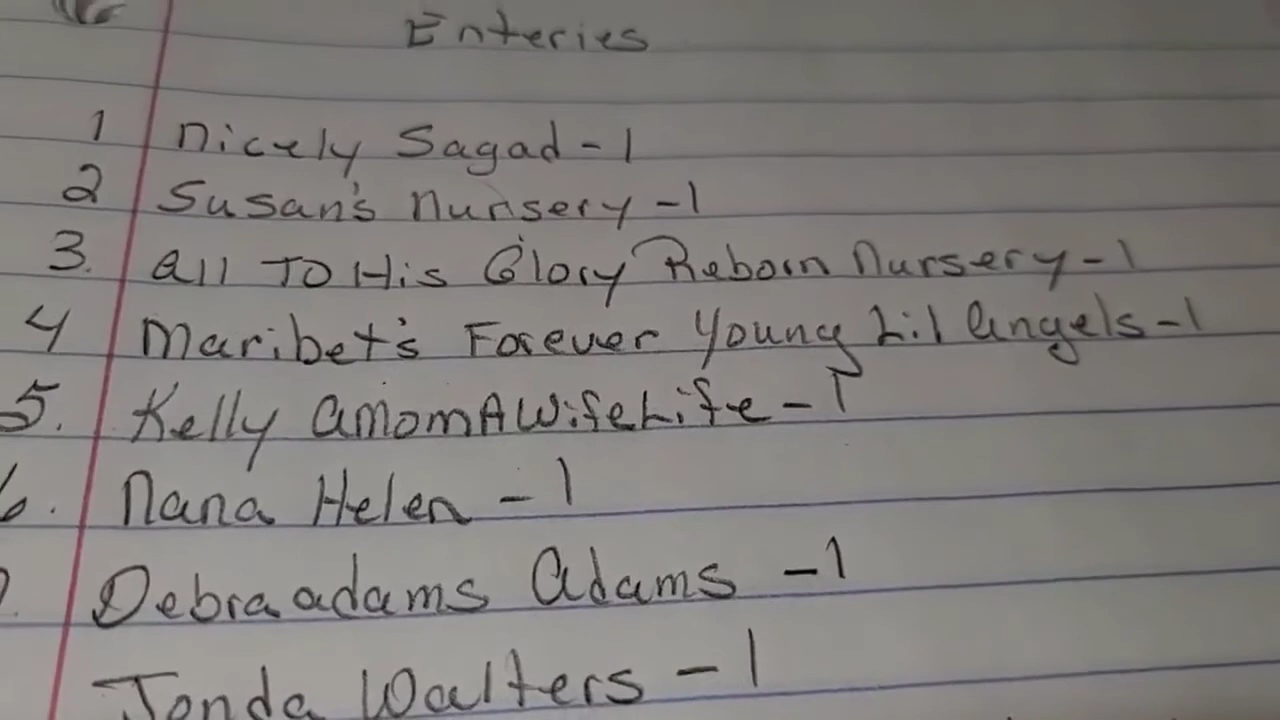 Enteries
1 Nicely Sagad - 1
2 Susan's Nursery - 1
3. All To His Glory Reborn Nursery - 1
4 Maribet's Forever Young Lil Angels - 1
5. Kelly AMomAWifeLife - 1
6. Nana Helen - 1
Debraadams Adams - 1
Jonda Walters - 1